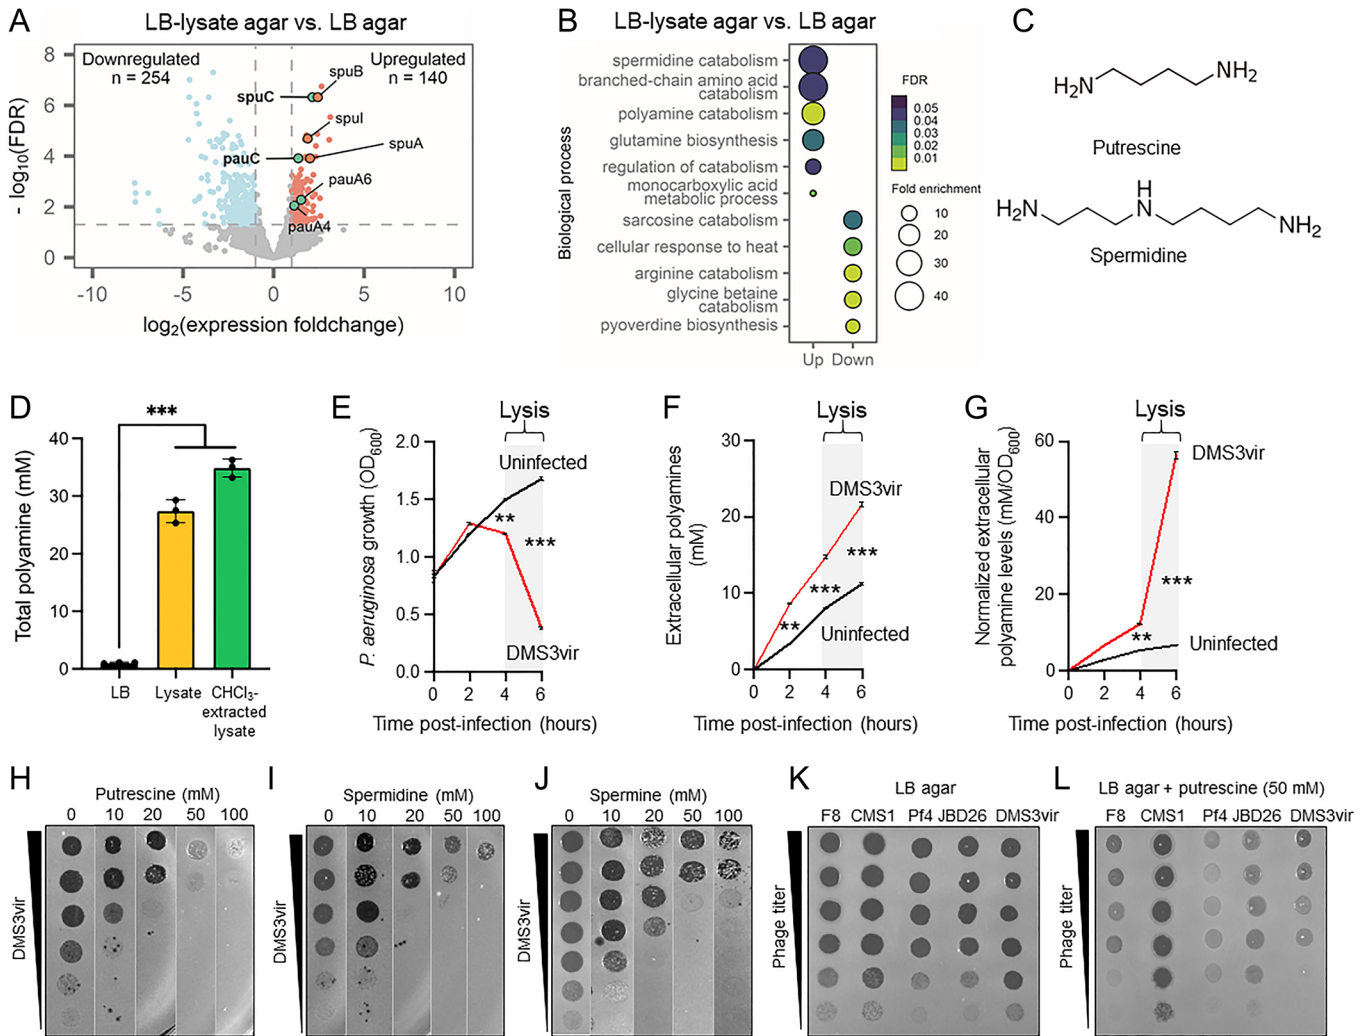 A
LB-lysate agar vs. LB agar
Downregulated
n = 254
Upregulated
n = 140
spuB
spuC
spuI
spuA
pauC
pauA6
pauA4
8
6
4
2
0
- log10(FDR)
-10 -5 0 5 10
log2(expression foldchange)
B
LB-lysate agar vs. LB agar
Biological process
spermidine catabolism
branched-chain amino acid
catabolism
polyamine catabolism
glutamine biosynthesis
regulation of catabolism
monocarboxylic acid
metabolic process
sarcosine catabolism
cellular response to heat
arginine catabolism
glycine betaine
catabolism
pyoverdine biosynthesis
Up Down
FDR
0.05
0.04
0.03
0.02
0.01
Fold enrichment
10
20
30
40
C
H2N
NH2
Putrescine
H2N
H
N
NH2
Spermidine
D
Total polyamine (mM)
40
30
20
10
0
***
LB
Lysate
CHCl3-
extracted
lysate
E
P. aeruginosa growth (OD600)
2.0
1.5
1.0
0.5
0.0
Lysis
Uninfected
**
***
DMS3vir
0 2 4 6
Time post-infection (hours)
F
Extracellular polyamines
(mM)
30
20
10
0
Lysis
DMS3vir
***
***
**
Uninfected
0 2 4 6
Time post-infection (hours)
G
Normalized extracellular
polyamine levels (mM/OD600)
60
40
20
0
Lysis
DMS3vir
***
**
Uninfected
0 2 4 6
Time post-infection (hours)
H
Putrescine (mM)
0 10 20 50 100
DMS3vir
I
Spermidine (mM)
0 10 20 50 100
DMS3vir
J
Spermine (mM)
0 10 20 50 100
DMS3vir
K
LB agar
F8 CMS1 Pf4 JBD26 DMS3vir
Phage titer
L
LB agar + putrescine (50 mM)
F8 CMS1 Pf4 JBD26 DMS3vir
Phage titer